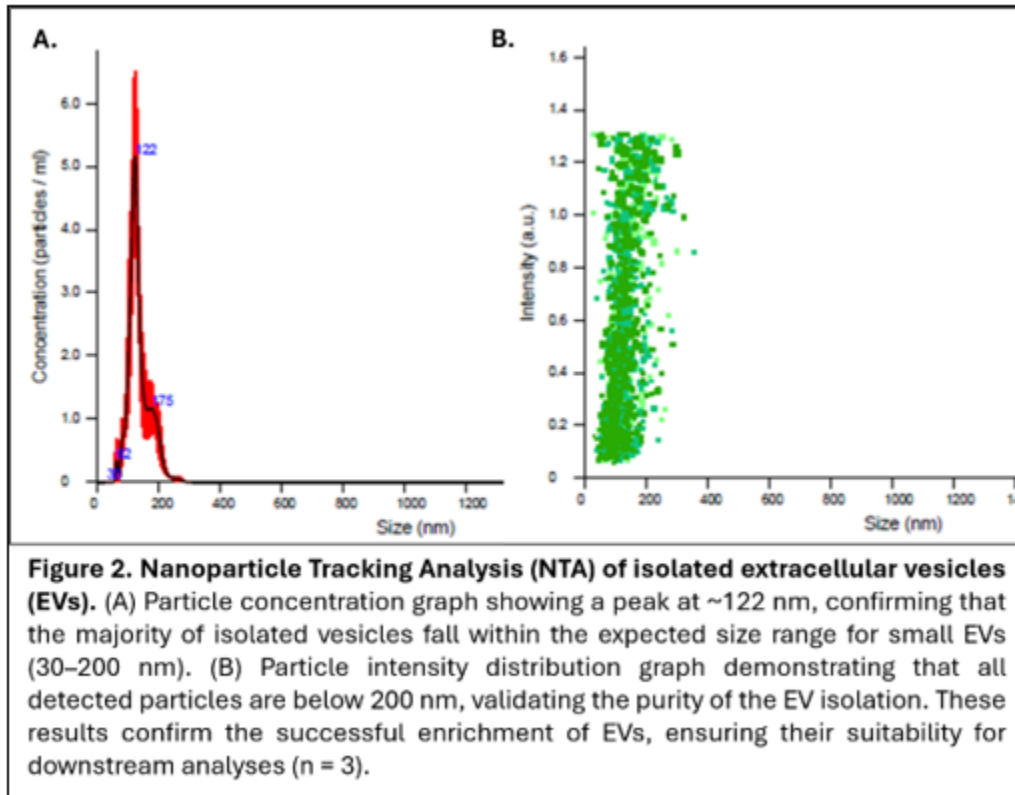 A.
B.
Concentration (particles / ml)
6.0
5.0
4.0
3.0
2.0
1.0
0
122
175
0
200
400
600
800
1000
1200
Size (nm)
Intensity (a.u.)
1.6
1.4
1.2
1.0
0.8
0.6
0.4
0.2
0
0
200
400
600
800
1000
1200
Size (nm)
Figure 2. Nanoparticle Tracking Analysis (NTA) of isolated extracellular vesicles
(EVs). (A) Particle concentration graph showing a peak at ~122 nm, confirming that
the majority of isolated vesicles fall within the expected size range for small EVs
(30–200 nm). (B) Particle intensity distribution graph demonstrating that all
detected particles are below 200 nm, validating the purity of the EV isolation. These
results confirm the successful enrichment of EVs, ensuring their suitability for
downstream analyses (n = 3).